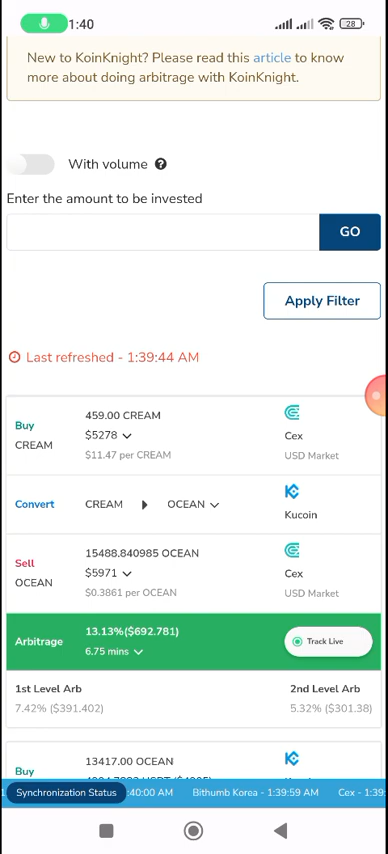 1:40
28
New to KoinKnight? Please read this article to know
more about doing arbitrage with KoinKnight.
With volume ?
Enter the amount to be invested
GO
Apply Filter
Last refreshed - 1:39:44 AM
Buy
CREAM
459.00 CREAM
$5278
$11.47 per CREAM
Cex
USD Market
Convert
CREAM
OCEAN
Kucoin
Sell
OCEAN
15488.840985 OCEAN
$5971
$0.3861 per OCEAN
Cex
USD Market
Arbitrage
13.13%($692.781)
6.75 mins
Track Live
1st Level Arb
7.42% ($391.402)
2nd Level Arb
5.32% ($301.38)
Buy
13417.00 OCEAN
Synchronization Status
:40:00 AM
Bithumb Korea - 1:39:59 AM
Cex - 1:39: